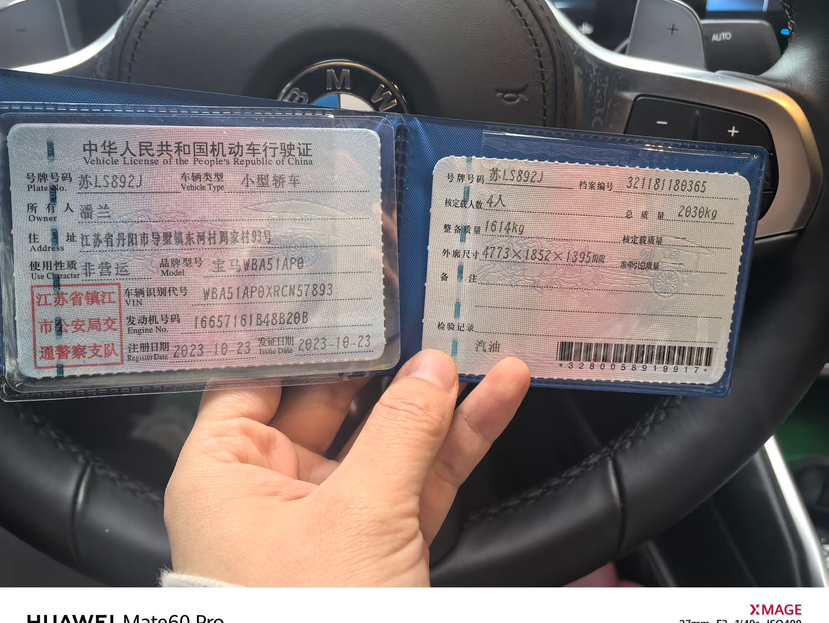 BMW
AUTO
中华人民共和国机动车行驶证
Vehicle License of the People's Republic of China
号牌号码 苏LS892J 车辆类型 小型轿车
Plate No. Vehicle Type
所有人 潘兰
Owner
住址 江苏省丹阳市导墅镇东河村周家村93号
Address
使用性质 非营运 品牌型号 宝马WBA51AP0
Use Character Model
江苏省镇江
市公安局交
通警察支队
车辆识别代号 WBA51AP0XRCN57893
VIN
发动机号码 16657161B48B20B
Engine No.
注册日期 2023-10-23 发证日期 2023-10-23
Register Date Issue Date
号牌号码 苏LS892J 档案编号 321181180365
核定载人数 4人 总质量 2030kg
整备质量 1614kg 核定载质量 --
外廓尺寸 4773×1852×1395mm 准牵引总质量 --
备注
检验记录
汽油
*3280058919917*
HUAWEI Mate60 Pro
XMAGE